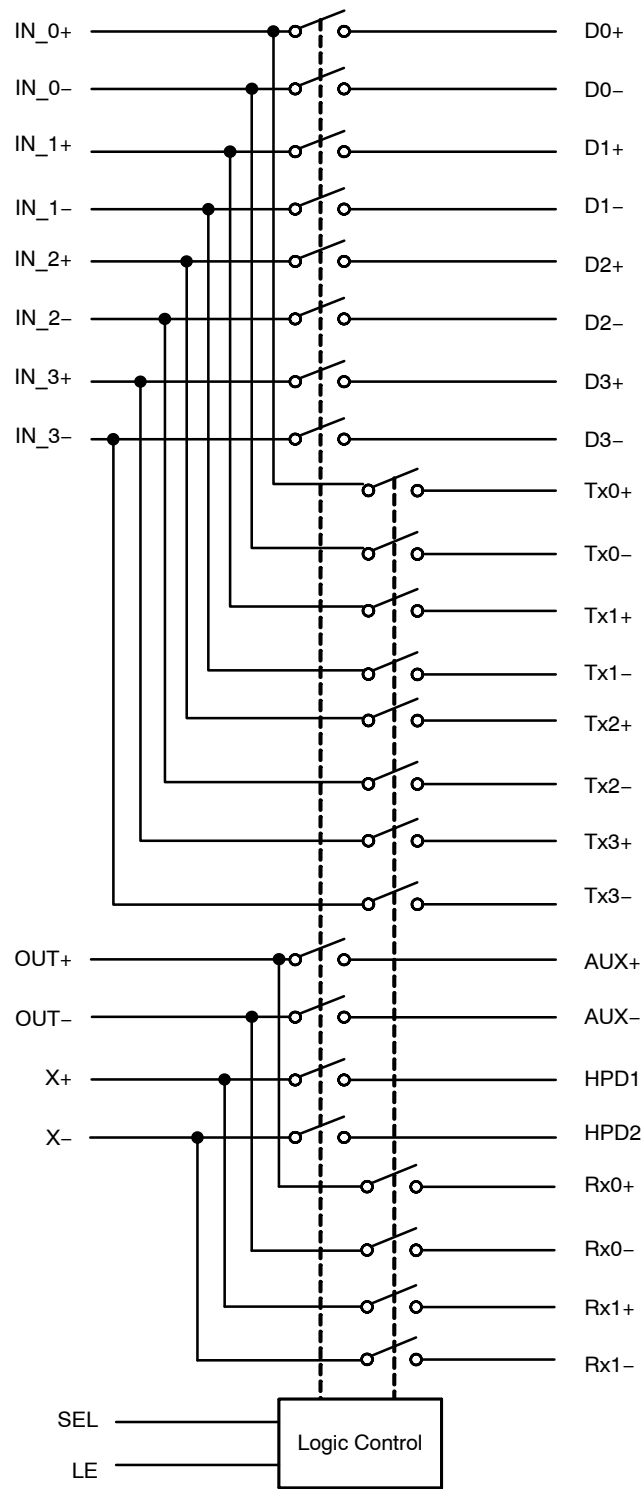 IN_0+ D0+
IN_0− D0−
IN_1+ D1+
IN_1− D1−
IN_2+ D2+
IN_2− D2−
IN_3+ D3+
IN_3− D3−
Tx0+
Tx0−
Tx1+
Tx1−
Tx2+
Tx2−
Tx3+
Tx3−
OUT+ AUX+
OUT− AUX−
X+ HPD1
X− HPD2
Rx0+
Rx0−
Rx1+
Rx1−
SEL
Logic Control
LE